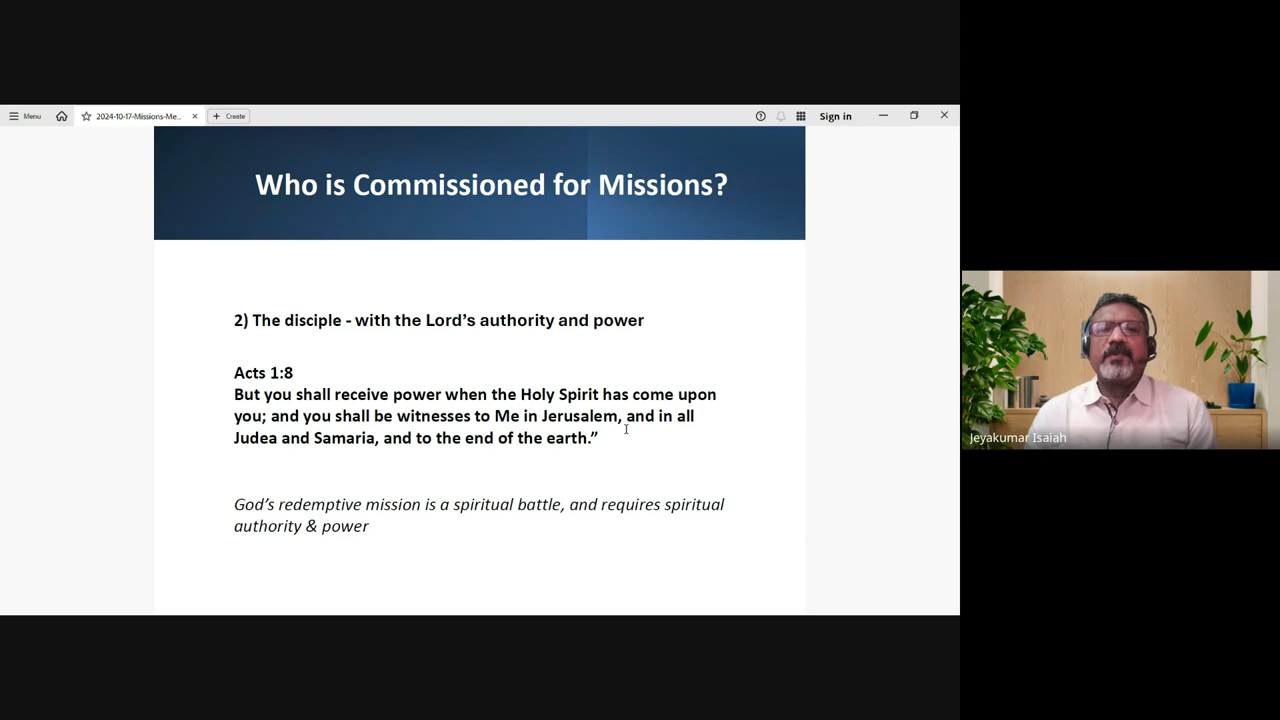 Menu
2024-10-17-Missions-Me...
Create
Sign in
Who is Commissioned for Missions?
2) The disciple - with the Lord’s authority and power
Acts 1:8
But you shall receive power when the Holy Spirit has come upon
you; and you shall be witnesses to Me in Jerusalem, and in all
Judea and Samaria, and to the end of the earth.”
God’s redemptive mission is a spiritual battle, and requires spiritual
authority & power
Jeyakumar Isaiah